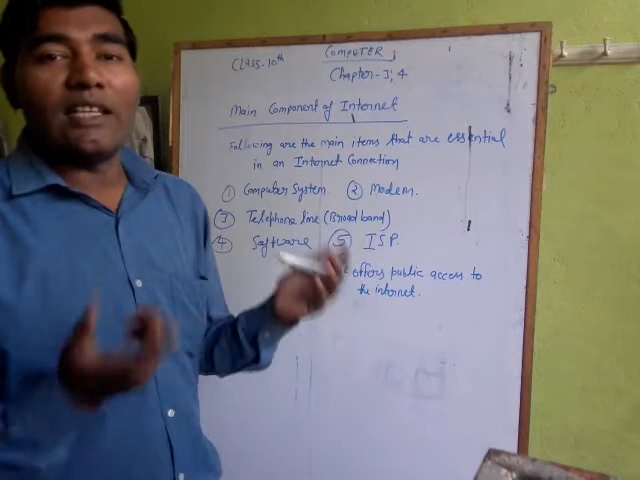 CLASS-10th COMPUTER
Chapter-3,4
Main Component of Internet
Following are the main items that are essential
in an Internet Connection
① Computer System. ② Modem.
③ Telephone line (Broad band)
④ Software ⑤ ISP.
offers public access to
the internet.